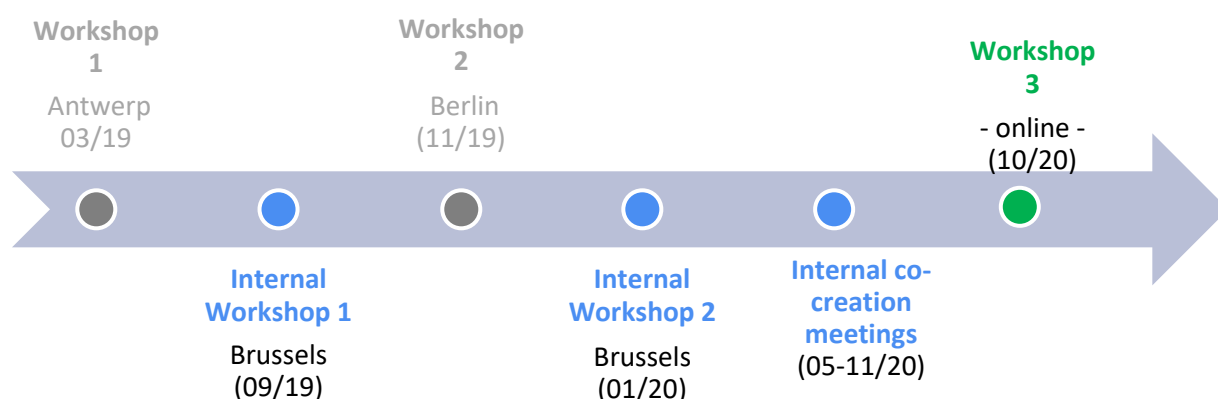 Workshop
1
Antwerp
03/19
Workshop
2
Berlin
(11/19)
Workshop
3
- online -
(10/20)
Internal
Workshop 1
Brussels
(09/19)
Internal
Workshop 2
Brussels
(01/20)
Internal co-
creation
meetings
(05-11/20)